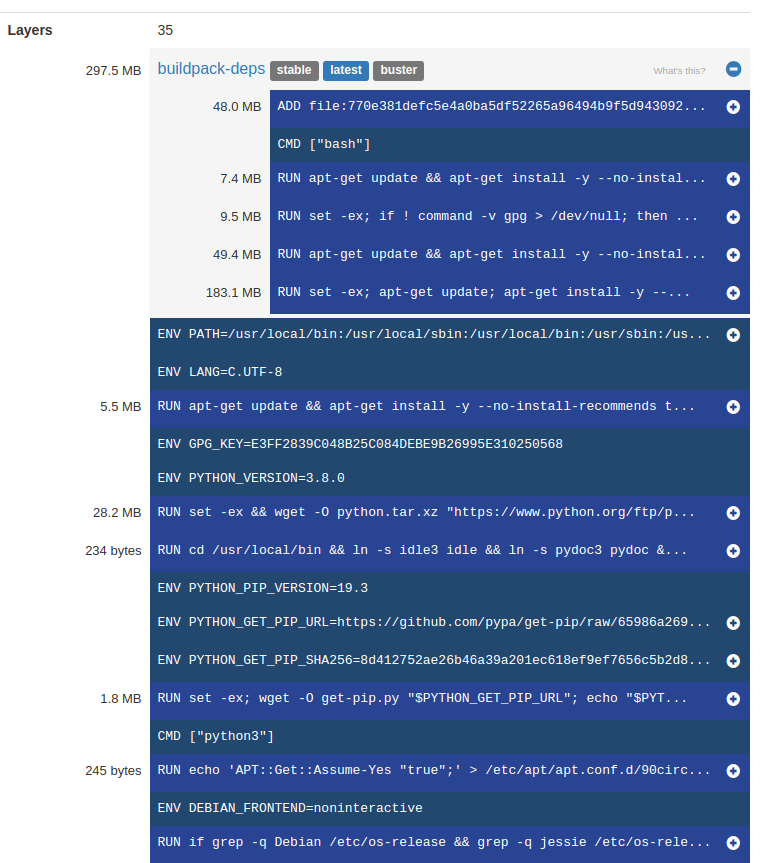 Layers 35
297.5 MB buildpack-deps stable latest buster What's this?
48.0 MB ADD file:770e381defc5e4a0ba5df52265a96494b9f5d943092...
CMD ["bash"]
7.4 MB RUN apt-get update && apt-get install -y --no-instal...
9.5 MB RUN set -ex; if ! command -v gpg > /dev/null; then ...
49.4 MB RUN apt-get update && apt-get install -y --no-instal...
183.1 MB RUN set -ex; apt-get update; apt-get install -y --...
ENV PATH=/usr/local/bin:/usr/local/sbin:/usr/local/bin:/usr/sbin:/us...
ENV LANG=C.UTF-8
5.5 MB RUN apt-get update && apt-get install -y --no-install-recommends t...
ENV GPG_KEY=E3FF2839C048B25C084DEBE9B26995E310250568
ENV PYTHON_VERSION=3.8.0
28.2 MB RUN set -ex && wget -O python.tar.xz "https://www.python.org/ftp/p...
234 bytes RUN cd /usr/local/bin && ln -s idle3 idle && ln -s pydoc3 pydoc &...
ENV PYTHON_PIP_VERSION=19.3
ENV PYTHON_GET_PIP_URL=https://github.com/pypa/get-pip/raw/65986a269...
ENV PYTHON_GET_PIP_SHA256=8d412752ae26b46a39a201ec618ef9ef7656c5b2d8...
1.8 MB RUN set -ex; wget -O get-pip.py "$PYTHON_GET_PIP_URL"; echo "$PYT...
CMD ["python3"]
245 bytes RUN echo 'APT::Get::Assume-Yes "true";' > /etc/apt/apt.conf.d/90circ...
ENV DEBIAN_FRONTEND=noninteractive
RUN if grep -q Debian /etc/os-release && grep -q jessie /etc/os-rele...